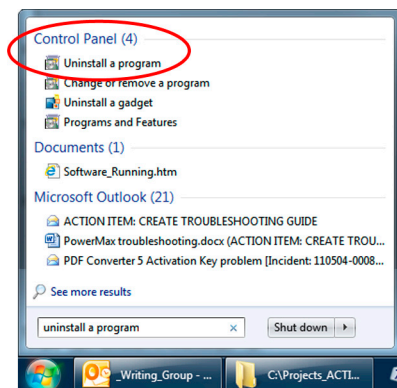 Control Panel (4)
Uninstall a program
Change or remove a program
Uninstall a gadget
Programs and Features
Documents (1)
Software_Running.htm
Microsoft Outlook (21)
ACTION ITEM: CREATE TROUBLESHOOTING GUIDE
PowerMax troubleshooting.docx (ACTION ITEM: CREATE TROU...
PDF Converter 5 Activation Key problem [Incident: 110504-0008...
See more results
uninstall a program × Shut down
_Writing_Group - ... C:\Projects_ACTI...